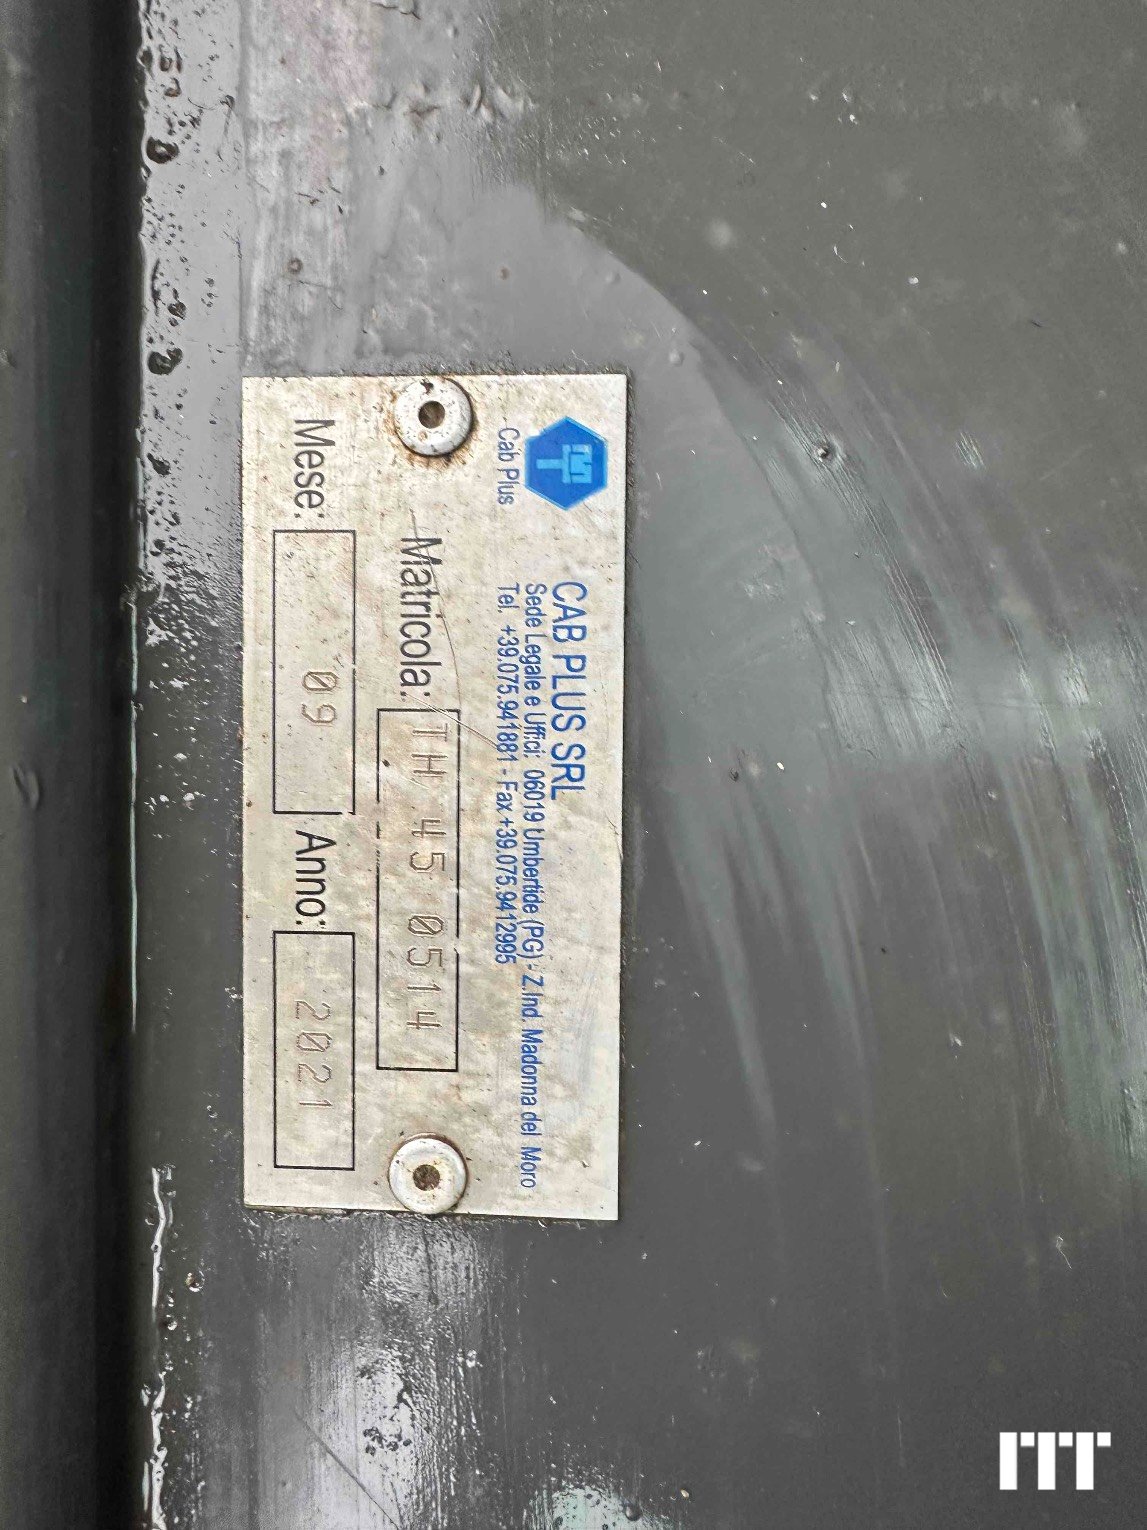 Cab Plus
CAB PLUS SRL
Sede Legale e Uffici: 06019 Umbertide (PG) - Z.Ind. Madonna del Moro
Tel. +39.075.941881 - Fax +39.075.9412995
Matricola: TH 45 0514
Mese: 09 Anno: 2021